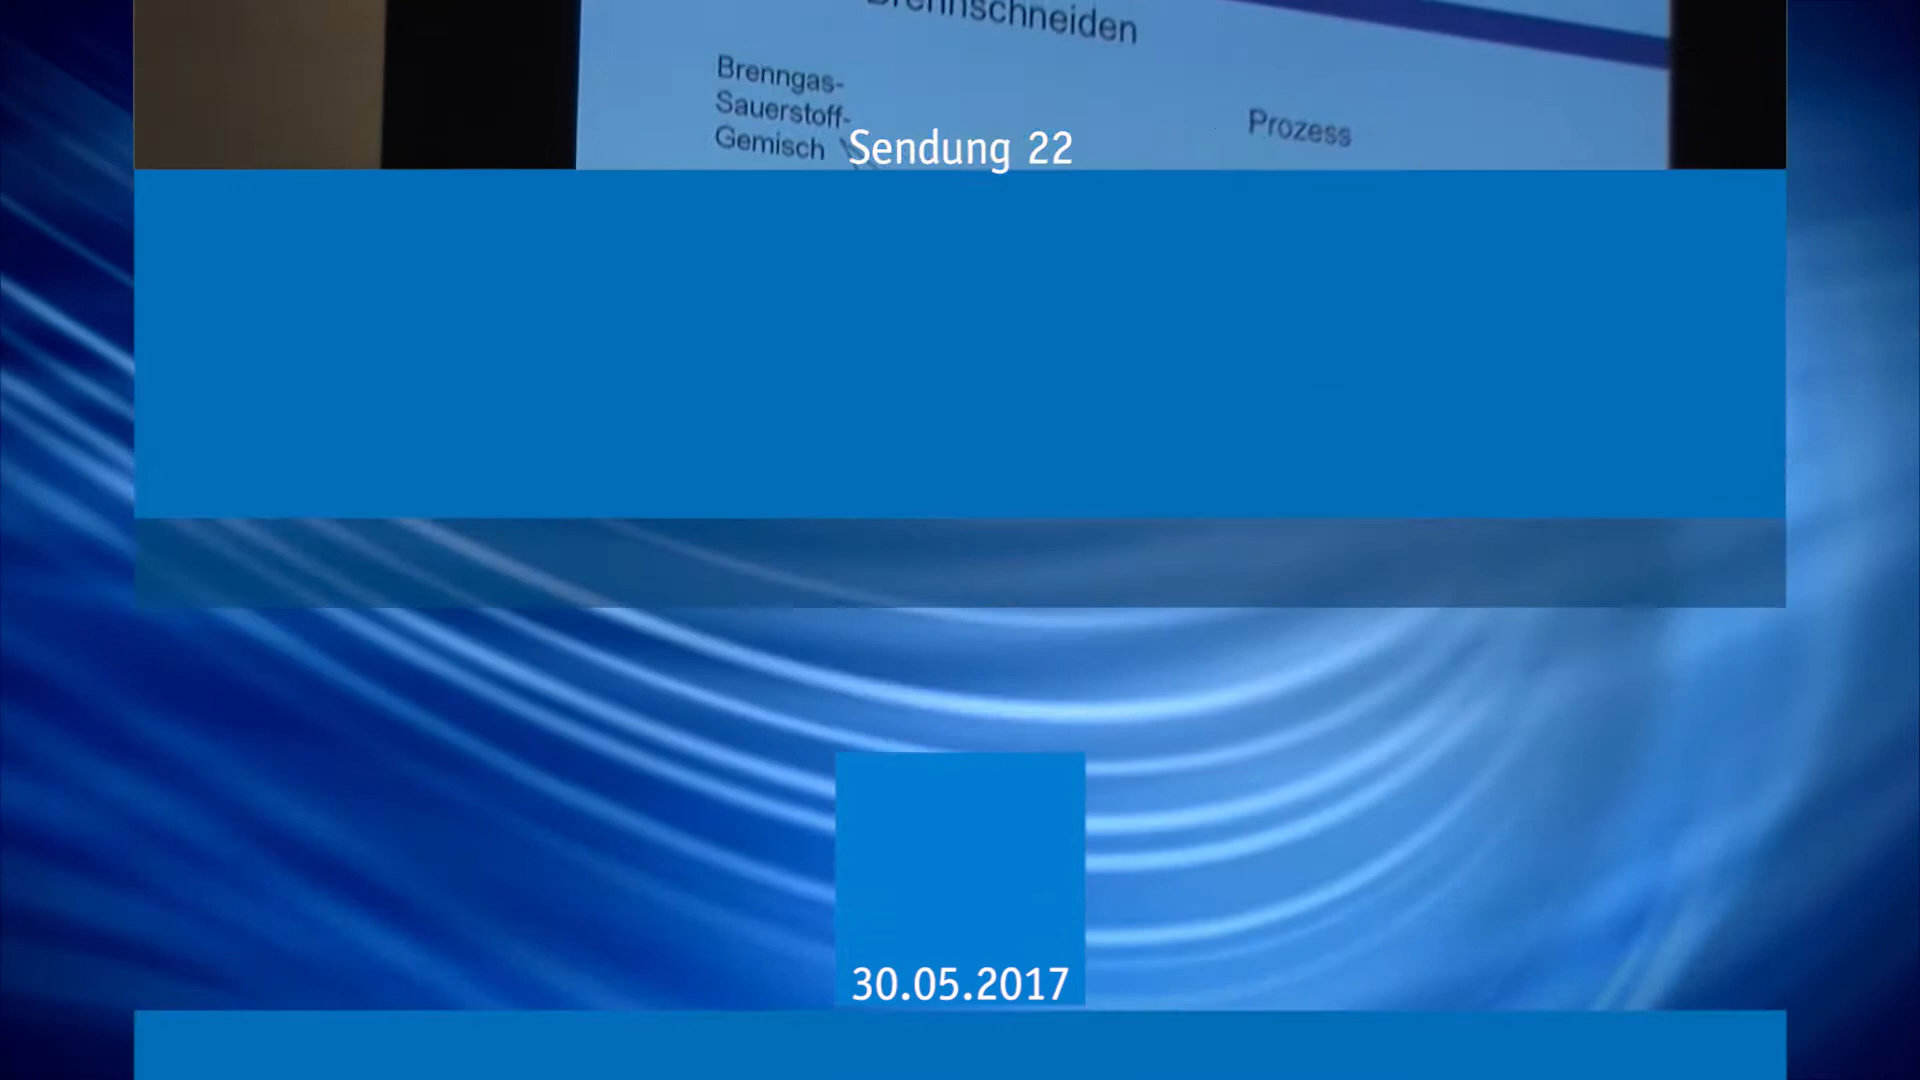 Brennschneiden
Brenngas-
Sauerstoff-
Gemisch
Prozess
Sendung 22
30.05.2017